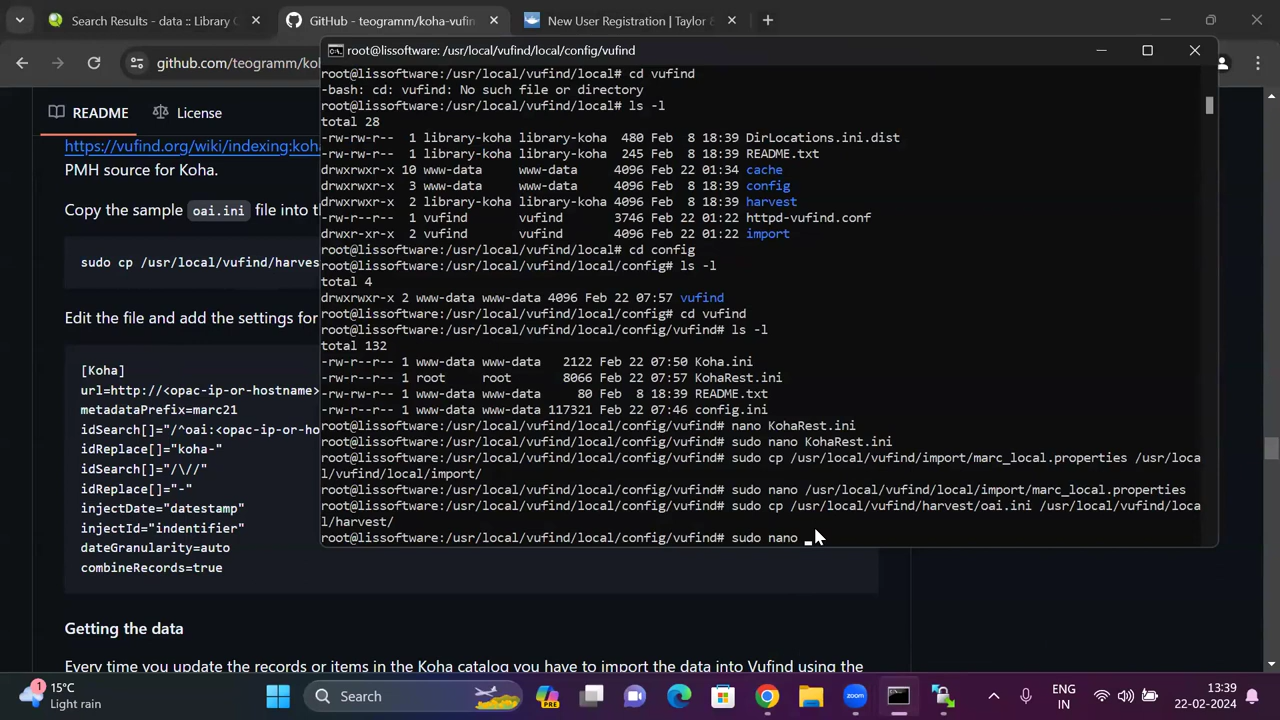 Search Results - data :: Library C
GitHub - teogramm/koha-vufin
New User Registration | Taylor &
github.com/teogramm/ko
root@lissoftware: /usr/local/vufind/local/config/vufind
README
License
https://vufind.org/wiki/indexing:koha
PMH source for Koha.
Copy the sample oai.ini file into th
sudo cp /usr/local/vufind/harves
Edit the file and add the settings for
[Koha]
url=http://<opac-ip-or-hostname>
metadataPrefix=marc21
idSearch[]="/^oai:<opac-ip-or-ho
idReplace[]="koha-"
idSearch[]="/\//"
idReplace[]="-"
injectDate="datestamp"
injectId="indentifier"
dateGranularity=auto
combineRecords=true
Getting the data
Every time you update the records or items in the Koha catalog you have to import the data into Vufind using the
root@lissoftware:/usr/local/vufind/local# cd vufind
-bash: cd: vufind: No such file or directory
root@lissoftware:/usr/local/vufind/local# ls -l
total 28
-rw-rw-r-- 1 library-koha library-koha 480 Feb 8 18:39 DirLocations.ini.dist
-rw-rw-r-- 1 library-koha library-koha 245 Feb 8 18:39 README.txt
drwxrwxr-x 10 www-data www-data 4096 Feb 22 01:34 cache
drwxrwxr-x 3 www-data www-data 4096 Feb 8 18:39 config
drwxrwxr-x 2 library-koha library-koha 4096 Feb 8 18:39 harvest
-rw-rw-r-- 1 vufind vufind 3746 Feb 22 01:22 httpd-vufind.conf
drwxrwxr-x 2 vufind vufind 4096 Feb 22 01:22 import
root@lissoftware:/usr/local/vufind/local# cd config
root@lissoftware:/usr/local/vufind/local/config# ls -l
total 4
drwxrwxr-x 2 www-data www-data 4096 Feb 22 07:57 vufind
root@lissoftware:/usr/local/vufind/local/config# cd vufind
root@lissoftware:/usr/local/vufind/local/config/vufind# ls -l
total 132
-rw-r--r-- 1 www-data www-data 2122 Feb 22 07:50 Koha.ini
-rw-r--r-- 1 root root 8066 Feb 22 07:57 KohaRest.ini
-rw-rw-r-- 1 www-data www-data 80 Feb 8 18:39 README.txt
-rw-r--r-- 1 www-data www-data 117321 Feb 22 07:46 config.ini
root@lissoftware:/usr/local/vufind/local/config/vufind# nano KohaRest.ini
root@lissoftware:/usr/local/vufind/local/config/vufind# sudo nano KohaRest.ini
root@lissoftware:/usr/local/vufind/local/config/vufind# sudo cp /usr/local/vufind/import/marc_local.properties /usr/loca
l/vufind/local/import/
root@lissoftware:/usr/local/vufind/local/config/vufind# sudo nano /usr/local/vufind/local/import/marc_local.properties
root@lissoftware:/usr/local/vufind/local/config/vufind# sudo cp /usr/local/vufind/harvest/oai.ini /usr/local/vufind/loca
l/harvest/
root@lissoftware:/usr/local/vufind/local/config/vufind# sudo nano
1
15°C
Light rain
Search
PRE
zoom
ENG
IN
13:39
22-02-2024